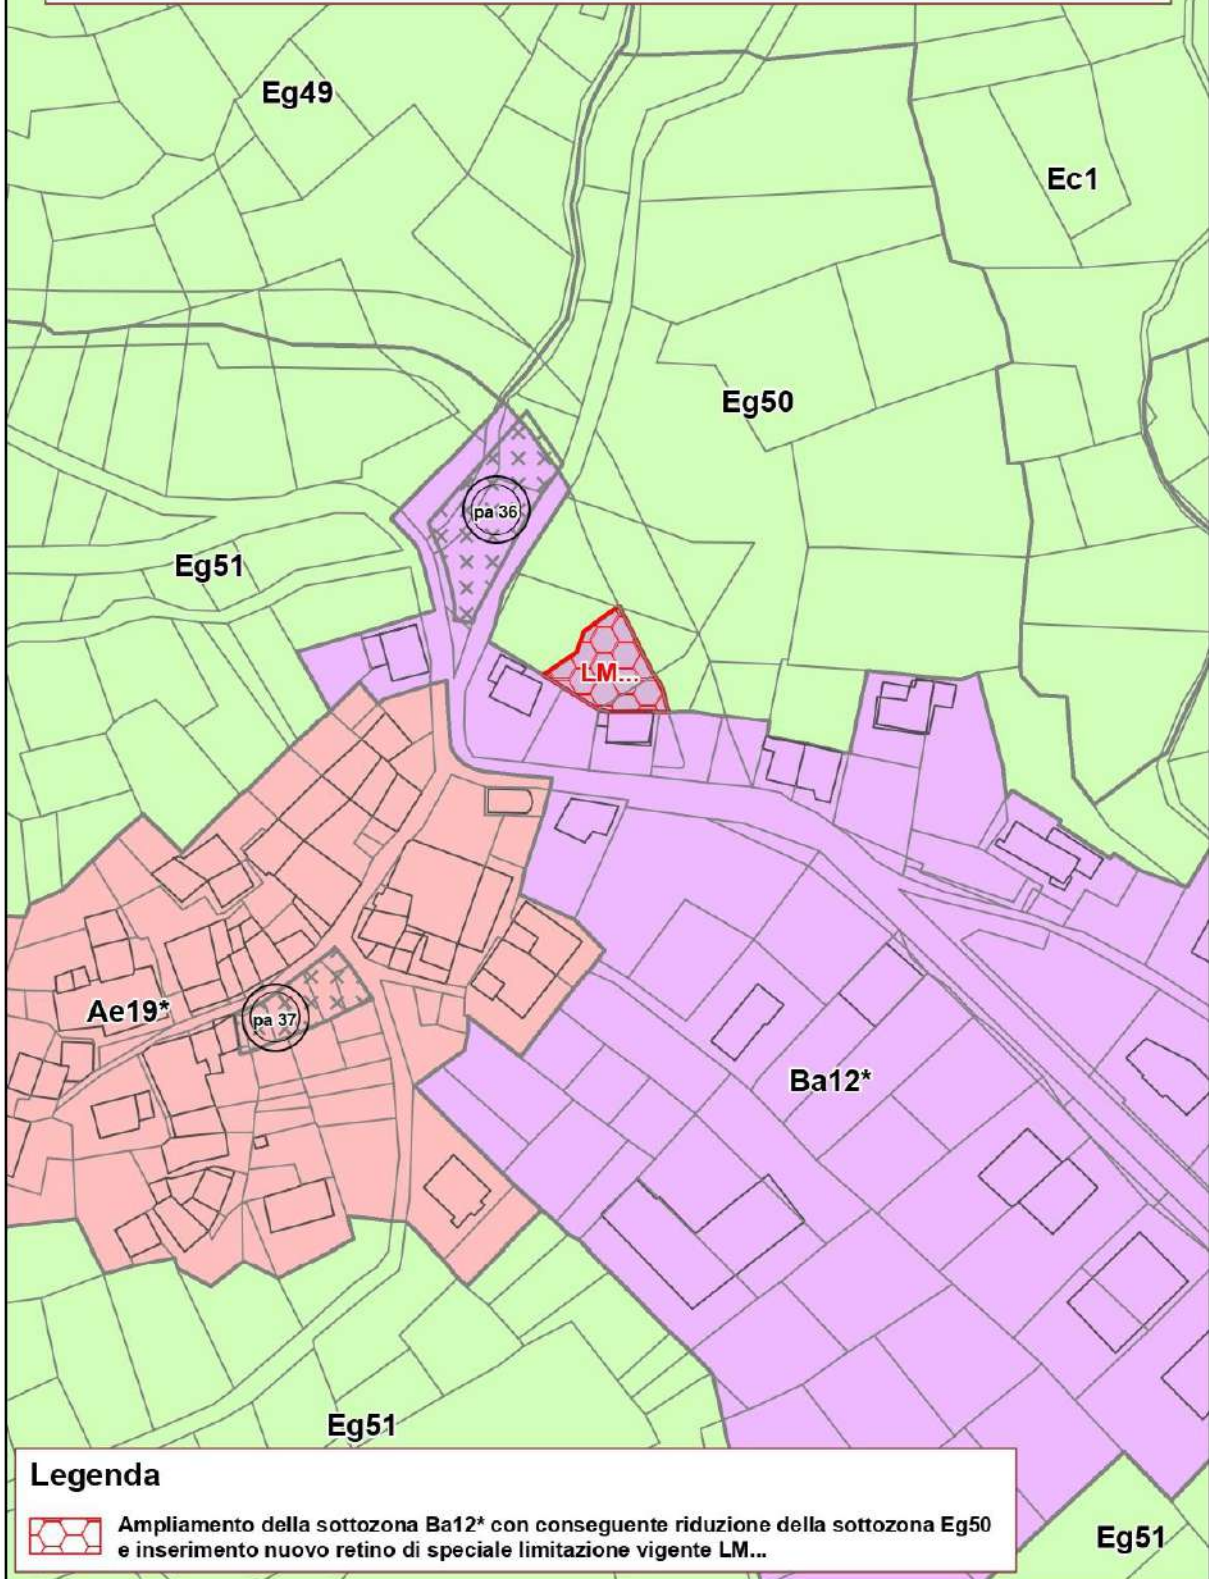 Eg49
Ec1
Eg50
pa 36
Eg51
LM...
Ae19*
pa 37
Ba12*
Eg51
Legenda
Ampliamento della sottozona Ba12* con conseguente riduzione della sottozona Eg50
e inserimento nuovo retino di speciale limitazione vigente LM...
Eg51